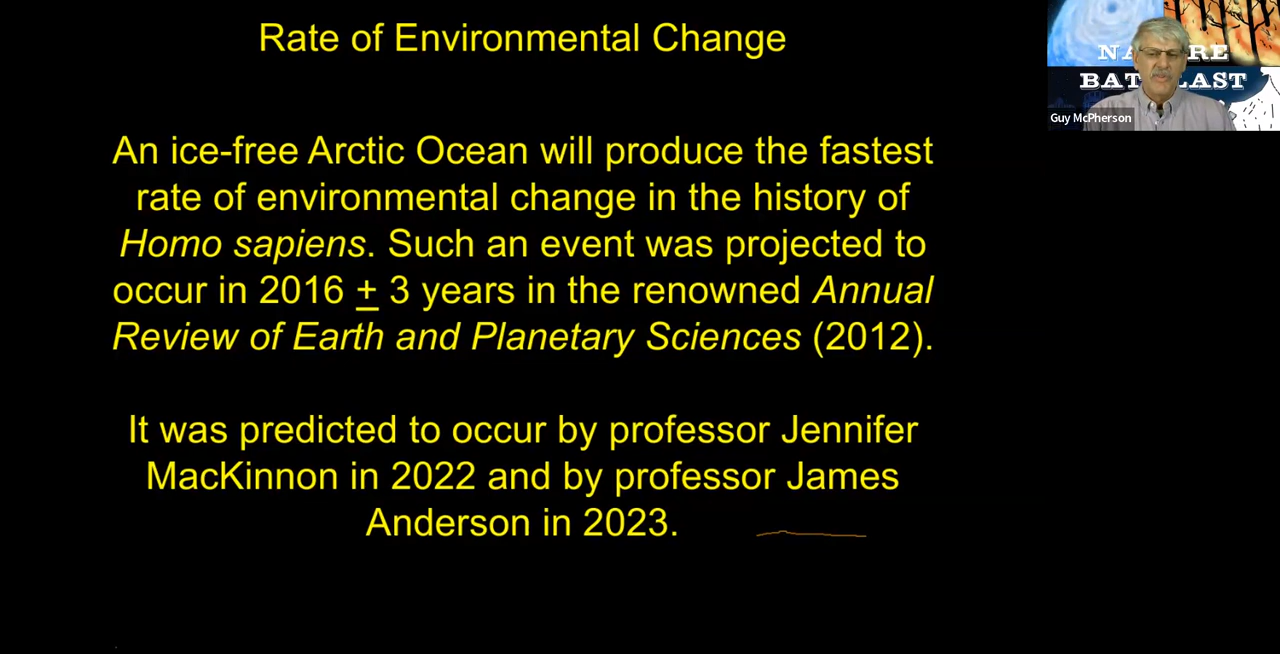 Rate of Environmental Change
An ice-free Arctic Ocean will produce the fastest
rate of environmental change in the history of
Homo sapiens. Such an event was projected to
occur in 2016 ± 3 years in the renowned Annual
Review of Earth and Planetary Sciences (2012).
It was predicted to occur by professor Jennifer
MacKinnon in 2022 and by professor James
Anderson in 2023.
Guy McPherson